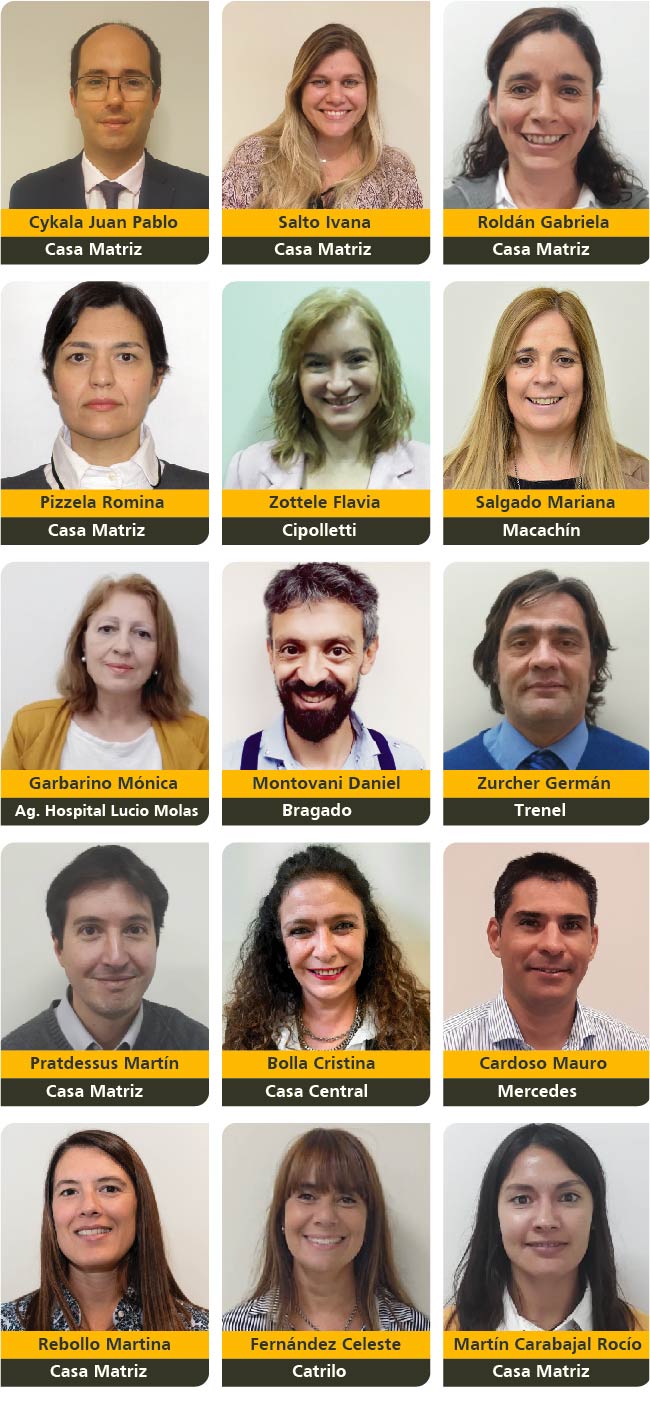 Cykala Juan Pablo
Casa Matriz
Salto Ivana
Casa Matriz
Roldán Gabriela
Casa Matriz
Pizzela Romina
Casa Matriz
Zottele Flavia
Cipolletti
Salgado Mariana
Macachín
Garbarino Mónica
Ag. Hospital Lucio Molas
Montovani Daniel
Bragado
Zurcher Germán
Trenel
Pratdessus Martín
Casa Matriz
Bolla Cristina
Casa Central
Cardoso Mauro
Mercedes
Rebollo Martina
Casa Matriz
Fernández Celeste
Catrilo
Martín Carabajal Rocío
Casa Matriz